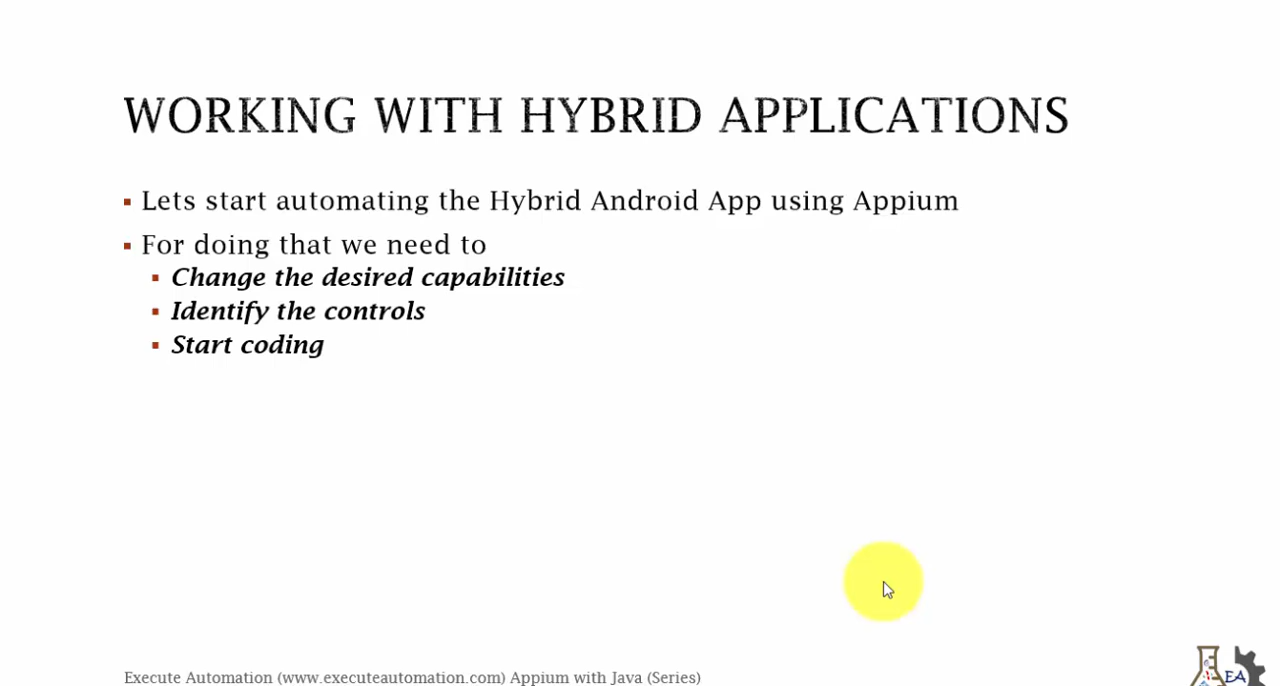 WORKING WITH HYBRID APPLICATIONS
Lets start automating the Hybrid Android App using Appium
For doing that we need to
Change the desired capabilities
Identify the controls
Start coding
Execute Automation (www.executeautomation.com) Appium with Java (Series)
EA